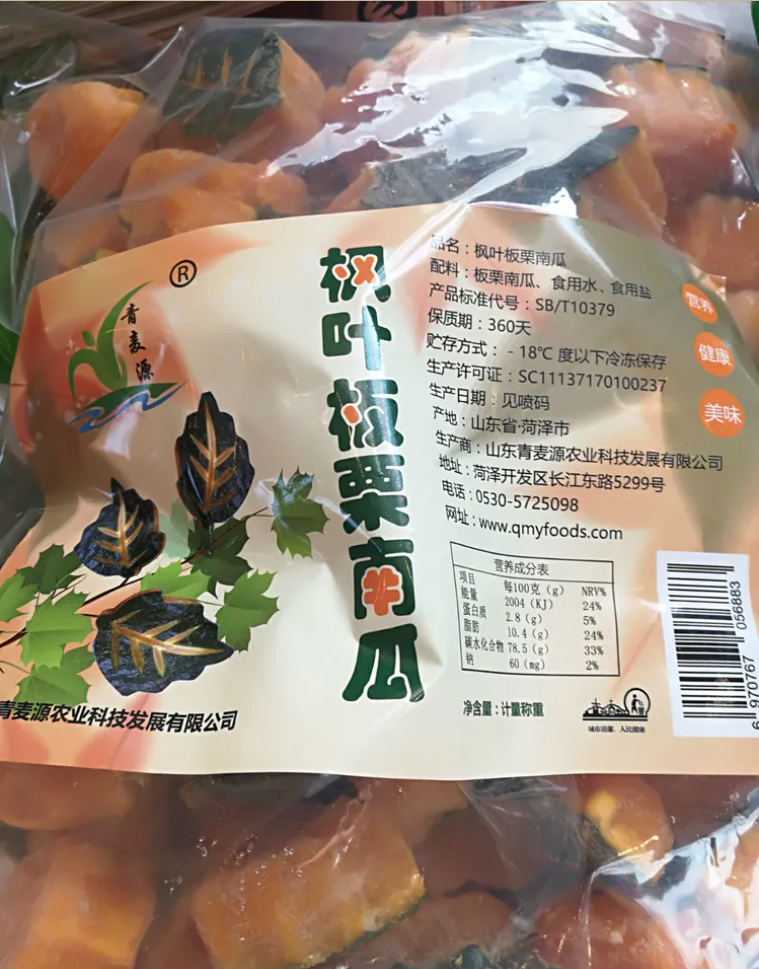 ®
青麦源
枫叶板栗南瓜
品名：枫叶板栗南瓜
配料：板栗南瓜、食用水、食用盐
产品标准代号：SB/T10379
保质期：360天
贮存方式：-18℃ 度以下冷冻保存
生产许可证：SC11137170100237
生产日期：见喷码
产地：山东省·菏泽市
生产商：山东青麦源农业科技发展有限公司
地址：菏泽开发区长江东路5299号
电话：0530-5725098
网址：www.qmyfoods.com
营养
健康
美味
营养成分表
项目 每100克（g） NRV%
能量 2004（KJ） 24%
蛋白质 2.8（g） 5%
脂肪 10.4（g） 24%
碳水化合物 78.5（g） 33%
钠 60（mg） 2%
净含量：计量称重
城市清洁，人民健康
6 970767 056883
青麦源农业科技发展有限公司